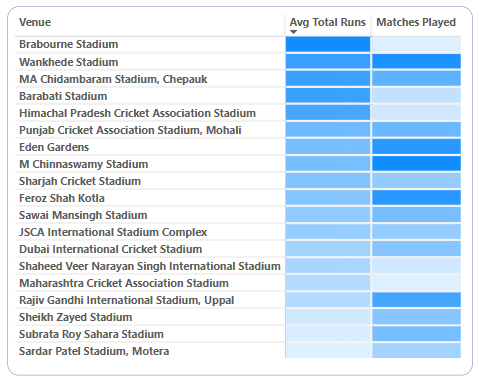 Venue Avg Total Runs Matches Played
Brabourne Stadium
Wankhede Stadium
MA Chidambaram Stadium, Chepauk
Barabati Stadium
Himachal Pradesh Cricket Association Stadium
Punjab Cricket Association Stadium, Mohali
Eden Gardens
M Chinnaswamy Stadium
Sharjah Cricket Stadium
Feroz Shah Kotla
Sawai Mansingh Stadium
JSCA International Stadium Complex
Dubai International Cricket Stadium
Shaheed Veer Narayan Singh International Stadium
Maharashtra Cricket Association Stadium
Rajiv Gandhi International Stadium, Uppal
Sheikh Zayed Stadium
Subrata Roy Sahara Stadium
Sardar Patel Stadium, Motera